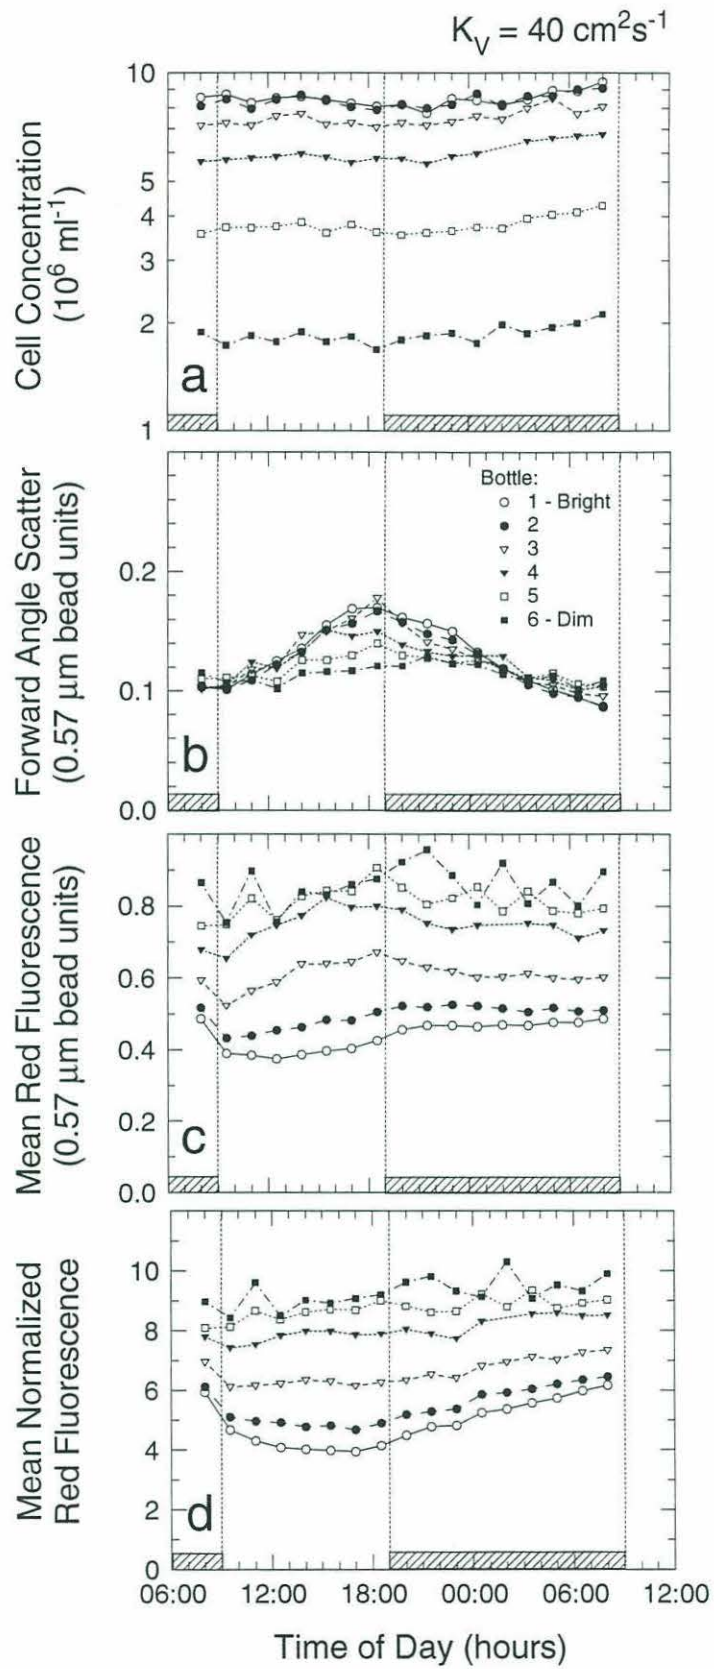 K_V = 40 cm²s⁻¹
Cell Concentration
(10⁶ ml⁻¹)
10
5
4
3
2
1
a
Forward Angle Scatter
(0.57 µm bead units)
0.2
0.1
0.0
b
Bottle:
1 - Bright
2
3
4
5
6 - Dim
Mean Red Fluorescence
(0.57 µm bead units)
0.8
0.6
0.4
0.2
0.0
c
Mean Normalized
Red Fluorescence
10
8
6
4
2
0
d
06:00 12:00 18:00 00:00 06:00 12:00
Time of Day (hours)